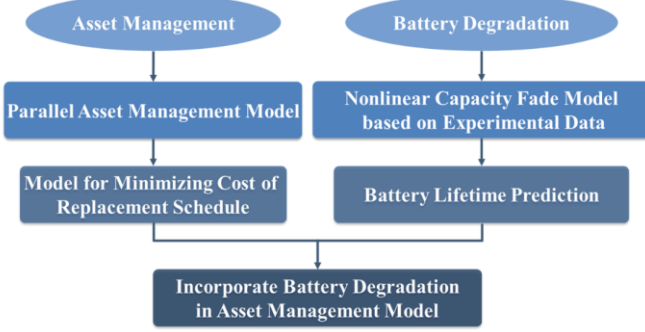 Asset Management
Battery Degradation
Parallel Asset Management Model
Nonlinear Capacity Fade Model
based on Experimental Data
Model for Minimizing Cost of
Replacement Schedule
Battery Lifetime Prediction
Incorporate Battery Degradation
in Asset Management Model